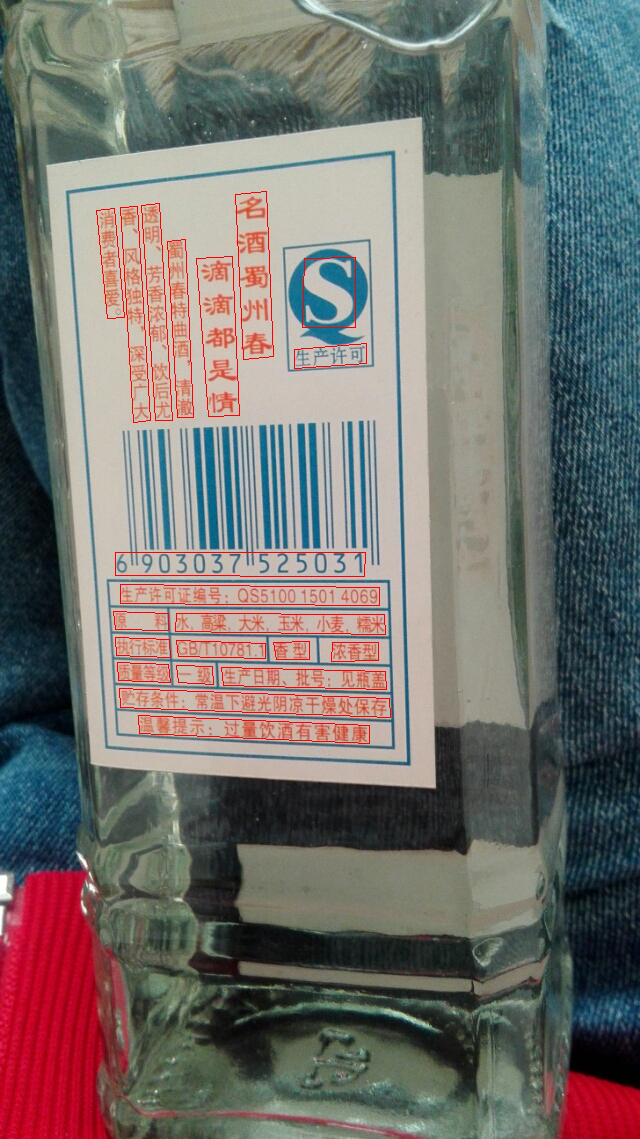 名酒蜀州春
滴滴都是情
蜀州春特曲酒，清澈
透明、芳香浓郁、饮后尤
香、风格独特，深受广大
消费者喜爱。
S
生产许可
6 903037 525031
生产许可证编号：QS5100 1501 4069
原 料 水, 高粱, 大米, 玉米, 小麦, 糯米
执行标准 GB/T10781.1 香型 浓香型
质量等级 一级 生产日期、批号：见瓶盖
贮存条件：常温下避光阴凉干燥处保存
温馨提示：过量饮酒有害健康